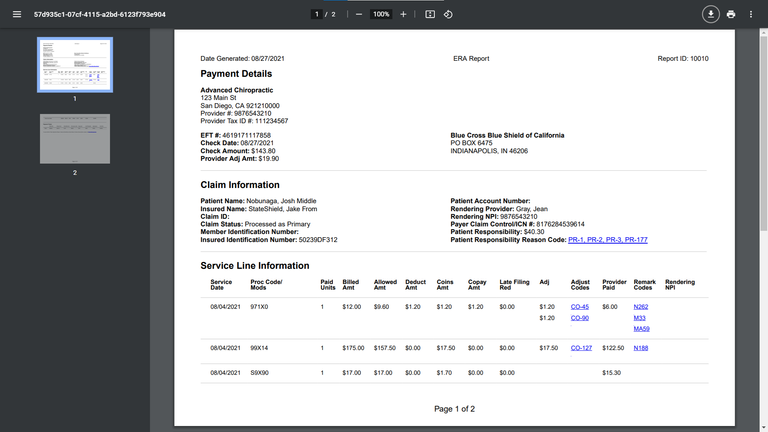 57d935c1-07cf-4115-a2bd-6123f793e904
1 / 2
100%
1
2
Date Generated: 08/27/2021 ERA Report Report ID: 10010
Payment Details
Advanced Chiropractic
123 Main St
San Diego, CA 921210000
Provider #: 9876543210
Provider Tax ID #: 111234567
EFT #: 4619171117858
Check Date: 08/27/2021
Check Amount: $143.80
Provider Adj Amt: $19.90
Blue Cross Blue Shield of California
PO BOX 6475
INDIANAPOLIS, IN 46206
Claim Information
Patient Name: Nobunaga, Josh Middle
Insured Name: StateShield, Jake From
Claim ID:
Claim Status: Processed as Primary
Member Identification Number:
Insured Identification Number: 50239DF312
Patient Account Number:
Rendering Provider: Gray, Jean
Rendering NPI: 9876543210
Payer Claim Control/ICN #: 8176284539614
Patient Responsibility: $40.30
Patient Responsibility Reason Code: PR-1, PR-2, PR-3, PR-177
Service Line Information
Service Proc Code/ Paid Billed Allowed Deduct Coins Copay Late Filing Adj Adjust Provider Remark Rendering
Date Mods Units Amt Amt Amt Amt Amt Red Codes Paid Codes NPI
08/04/2021 971X0 1 $12.00 $9.60 $1.20 $1.20 $1.20 $0.00 $1.20 CO-45 $6.00 N262
$1.20 CO-90 M33
MA59
08/04/2021 99X14 1 $175.00 $157.50 $0.00 $17.50 $0.00 $0.00 $17.50 CO-127 $122.50 N188
08/04/2021 S9X90 1 $17.00 $17.00 $0.00 $1.70 $0.00 $0.00 $15.30
Page 1 of 2